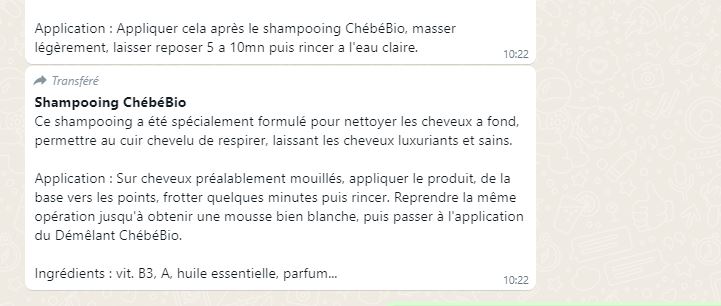 Application : Appliquer cela après le shampooing ChébéBio, masser
légèrement, laisser reposer 5 a 10mn puis rincer a l'eau claire.
10:22
Transféré
Shampooing ChébéBio
Ce shampooing a été spécialement formulé pour nettoyer les cheveux a fond,
permettre au cuir chevelu de respirer, laissant les cheveux luxuriants et sains.
Application : Sur cheveux préalablement mouillés, appliquer le produit, de la
base vers les points, frotter quelques minutes puis rincer. Reprendre la même
opération jusqu'à obtenir une mousse bien blanche, puis passer à l'application
du Démêlant ChébéBio.
Ingrédients : vit. B3, A, huile essentielle, parfum...
10:22